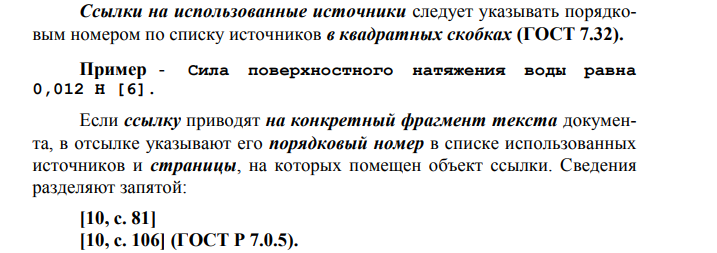 Ссылки на использованные источники следует указывать порядко-
вым номером по списку источников в квадратных скобках (ГОСТ 7.32).
Пример - Сила поверхностного натяжения воды равна
0,012 Н [6].
Если ссылку приводят на конкретный фрагмент текста докумен-
та, в отсылке указывают его порядковый номер в списке использованных
источников и страницы, на которых помещен объект ссылки. Сведения
разделяют запятой:
[10, с. 81]
[10, с. 106] (ГОСТ Р 7.0.5).